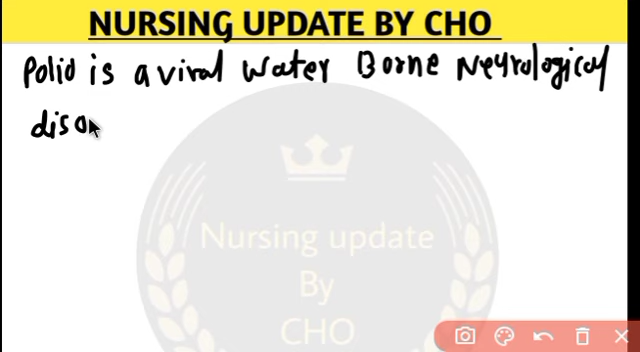 NURSING UPDATE BY CHO
Polio is a viral water Borne Neurological
diso
Nursing update
By
CHO